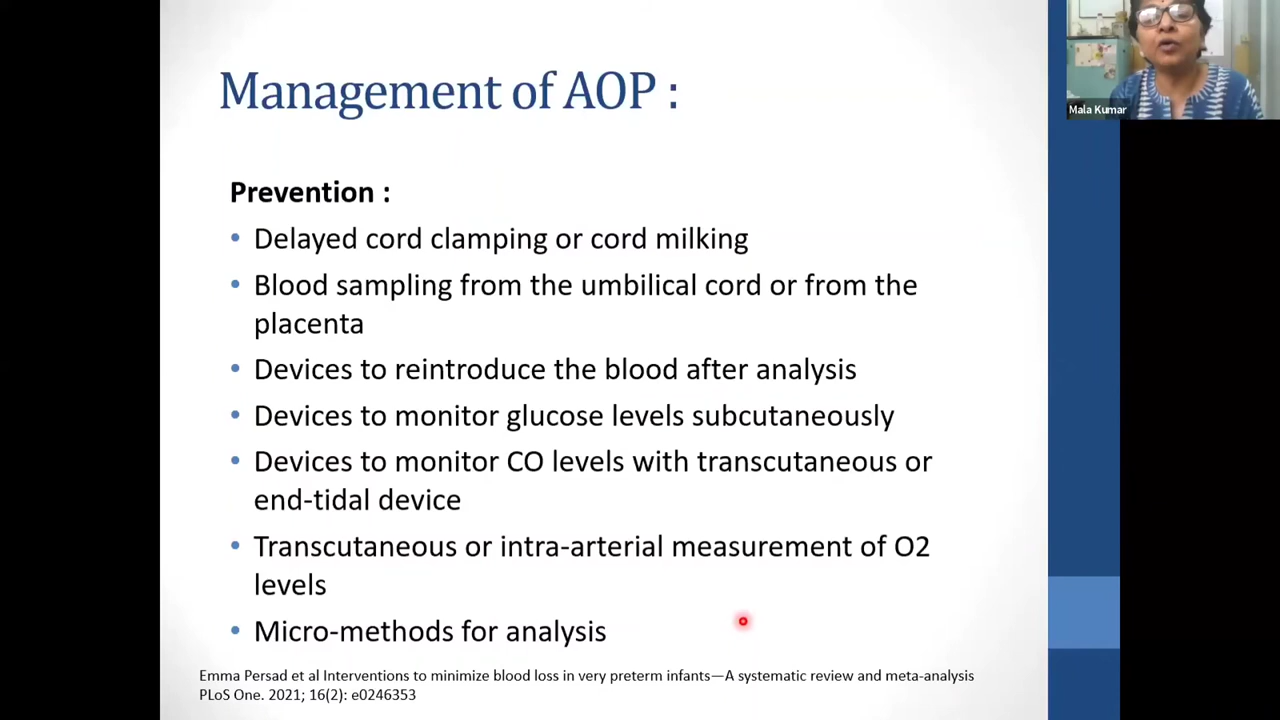 Management of AOP :
Mala Kumar
Prevention :
• Delayed cord clamping or cord milking
• Blood sampling from the umbilical cord or from the
placenta
• Devices to reintroduce the blood after analysis
• Devices to monitor glucose levels subcutaneously
• Devices to monitor CO levels with transcutaneous or
end-tidal device
• Transcutaneous or intra-arterial measurement of O2
levels
• Micro-methods for analysis
Emma Persad et al Interventions to minimize blood loss in very preterm infants—A systematic review and meta-analysis
PLoS One. 2021; 16(2): e0246353